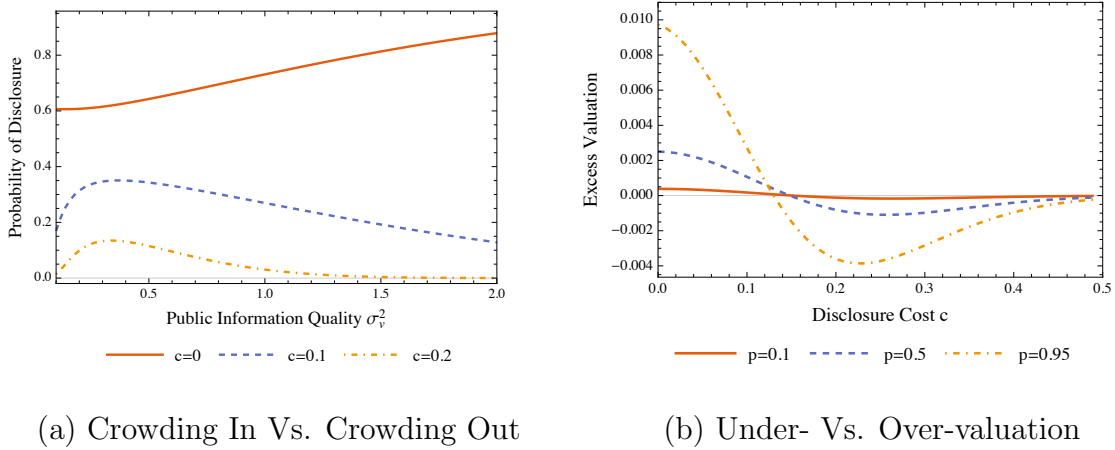 Probability of Disclosure
0.8
0.6
0.4
0.2
0.0
0.5
1.0
1.5
2.0
Public Information Quality σ_v^2
c=0
c=0.1
c=0.2
(a) Crowding In Vs. Crowding Out
Excess Valuation
0.010
0.008
0.006
0.004
0.002
0.000
−0.002
−0.004
0.0
0.1
0.2
0.3
0.4
0.5
Disclosure Cost c
p=0.1
p=0.5
p=0.95
(b) Under- Vs. Over-valuation